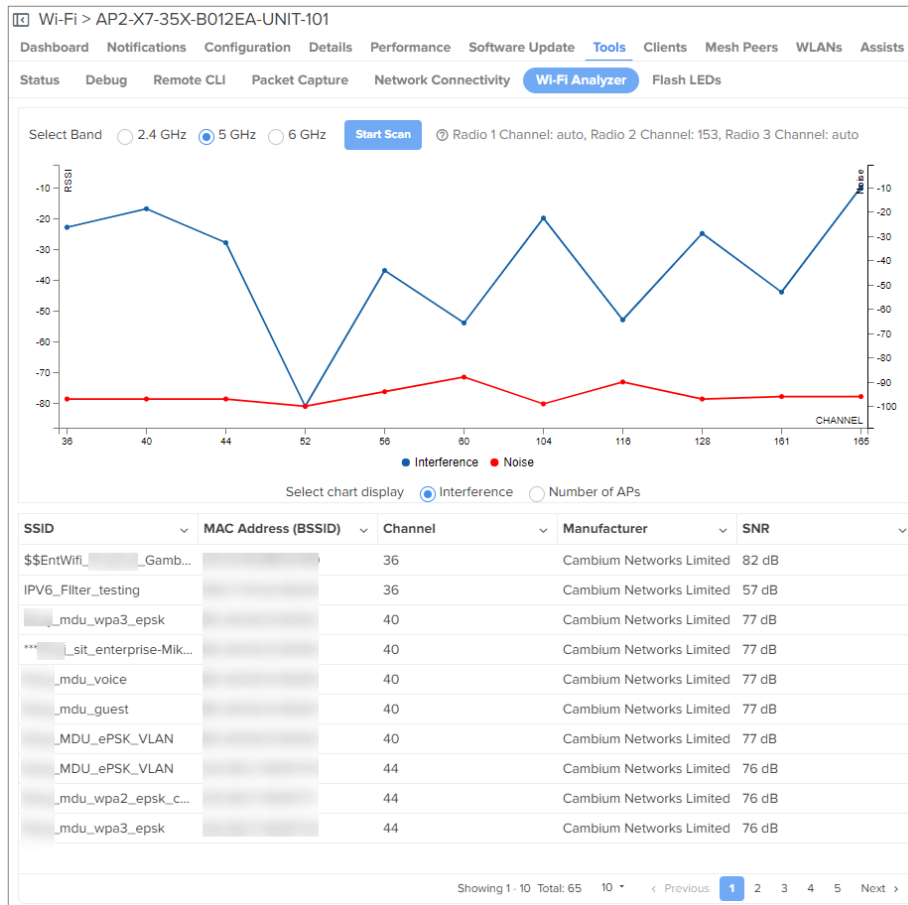 Wi-Fi > AP2-X7-35X-B012EA-UNIT-101
Dashboard Notifications Configuration Details Performance Software Update Tools Clients Mesh Peers WLANs Assists
Status Debug Remote CLI Packet Capture Network Connectivity Wi-Fi Analyzer Flash LEDs
Select Band 2.4 GHz 5 GHz 6 GHz Start Scan Radio 1 Channel: auto, Radio 2 Channel: 153, Radio 3 Channel: auto
RSSI Noise
-10 -10
-20 -20
-30 -30
-40 -40
-50 -50
-60 -60
-70 -70
-80 -80
-90
-100
CHANNEL
36 40 44 52 56 60 104 116 128 161 165
Interference Noise
Select chart display Interference Number of APs
SSID MAC Address (BSSID) Channel Manufacturer SNR
$$EntWifi_ _Gamb... 36 Cambium Networks Limited 82 dB
IPV6_FIlter_testing 36 Cambium Networks Limited 57 dB
_mdu_wpa3_epsk 40 Cambium Networks Limited 77 dB
*** i_sit_enterprise-Mik... 40 Cambium Networks Limited 77 dB
_mdu_voice 40 Cambium Networks Limited 77 dB
_mdu_guest 40 Cambium Networks Limited 77 dB
_MDU_ePSK_VLAN 40 Cambium Networks Limited 77 dB
_MDU_ePSK_VLAN 44 Cambium Networks Limited 76 dB
_mdu_wpa2_epsk_c... 44 Cambium Networks Limited 76 dB
_mdu_wpa3_epsk 44 Cambium Networks Limited 76 dB
Showing 1 - 10 Total: 65 10 < Previous 1 2 3 4 5 Next >